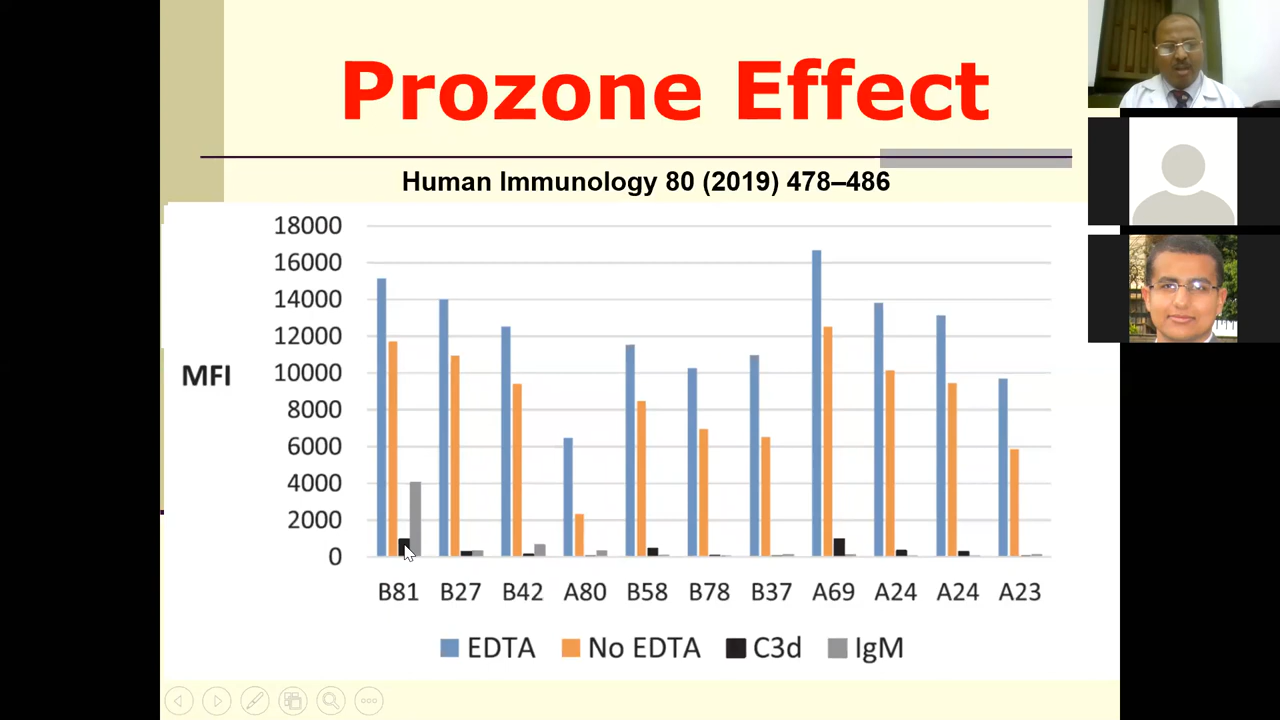 Prozone Effect
Human Immunology 80 (2019) 478–486
18000
16000
14000
12000
MFI
10000
8000
6000
4000
2000
0
B81 B27 B42 A80 B58 B78 B37 A69 A24 A24 A23
EDTA No EDTA C3d IgM